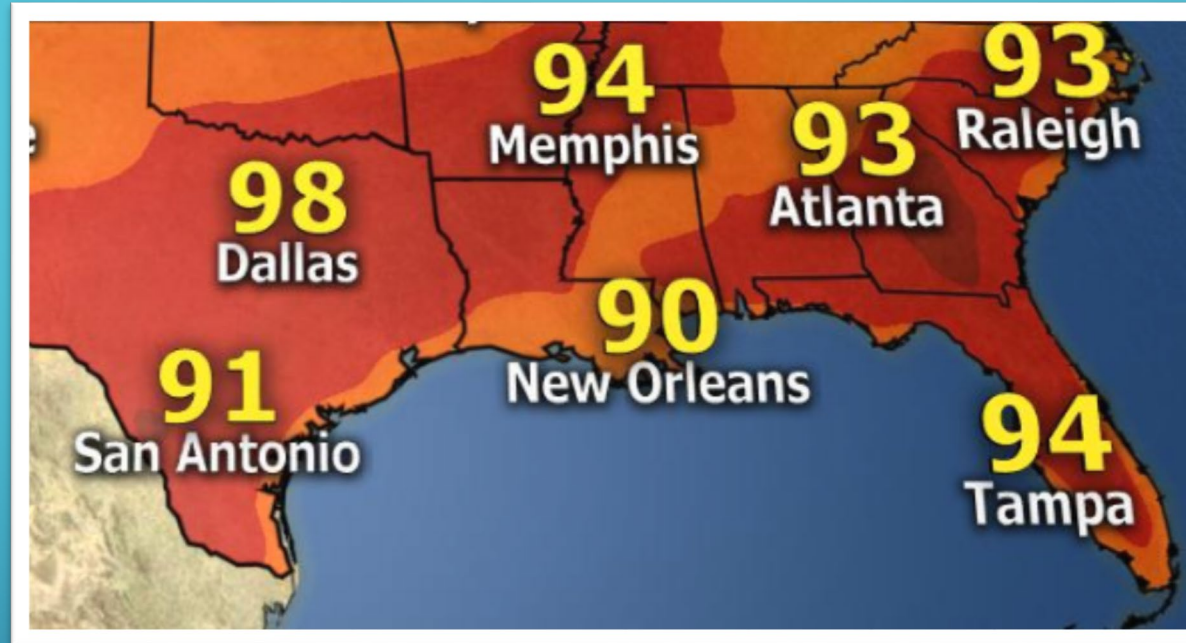 94
Memphis
93
Raleigh
93
Atlanta
98
Dallas
90
New Orleans
91
San Antonio
94
Tampa